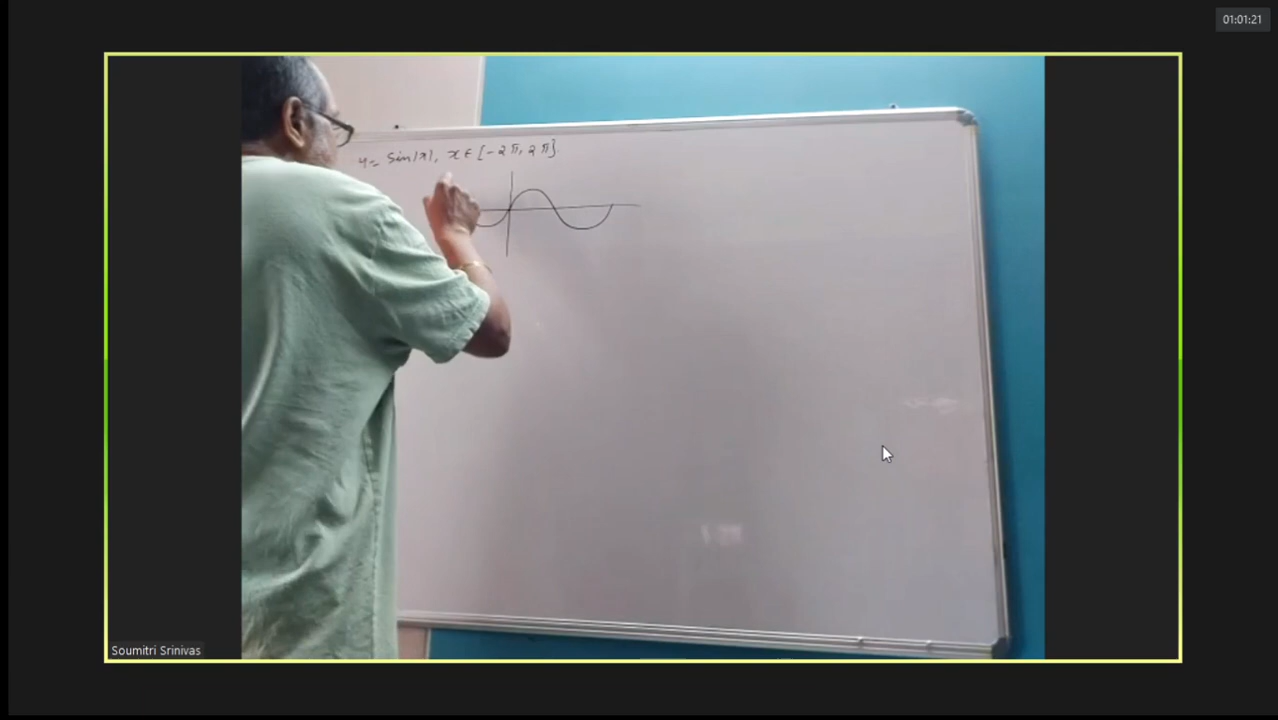 01:01:21
y= Sin|x|, x ∈ [-2π, 2π]
Soumitri Srinivas